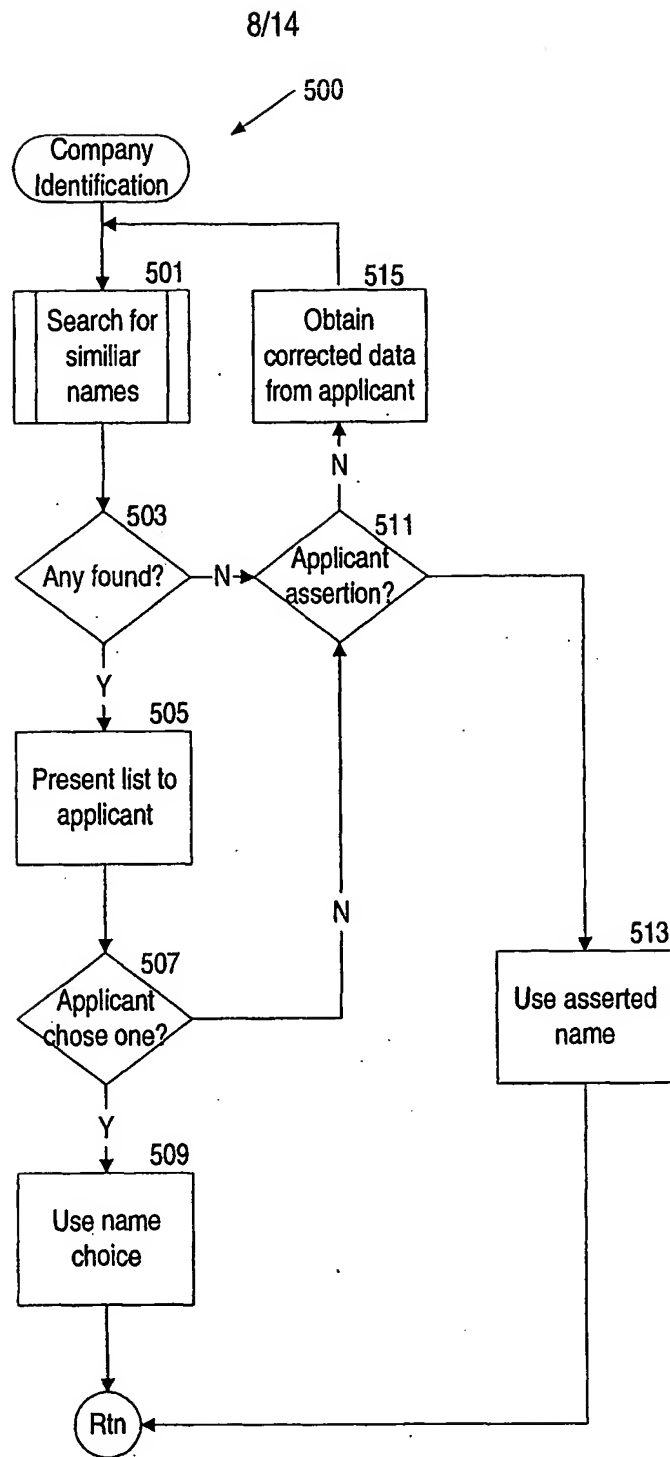 8/14
500
Company
Identification
501
Search for
similiar
names
515
Obtain
corrected data
from applicant
N
503
Any found?
N
511
Applicant
assertion?
Y
505
Present list to
applicant
N
507
Applicant
chose one?
513
Use asserted
name
Y
509
Use name
choice
Rtn